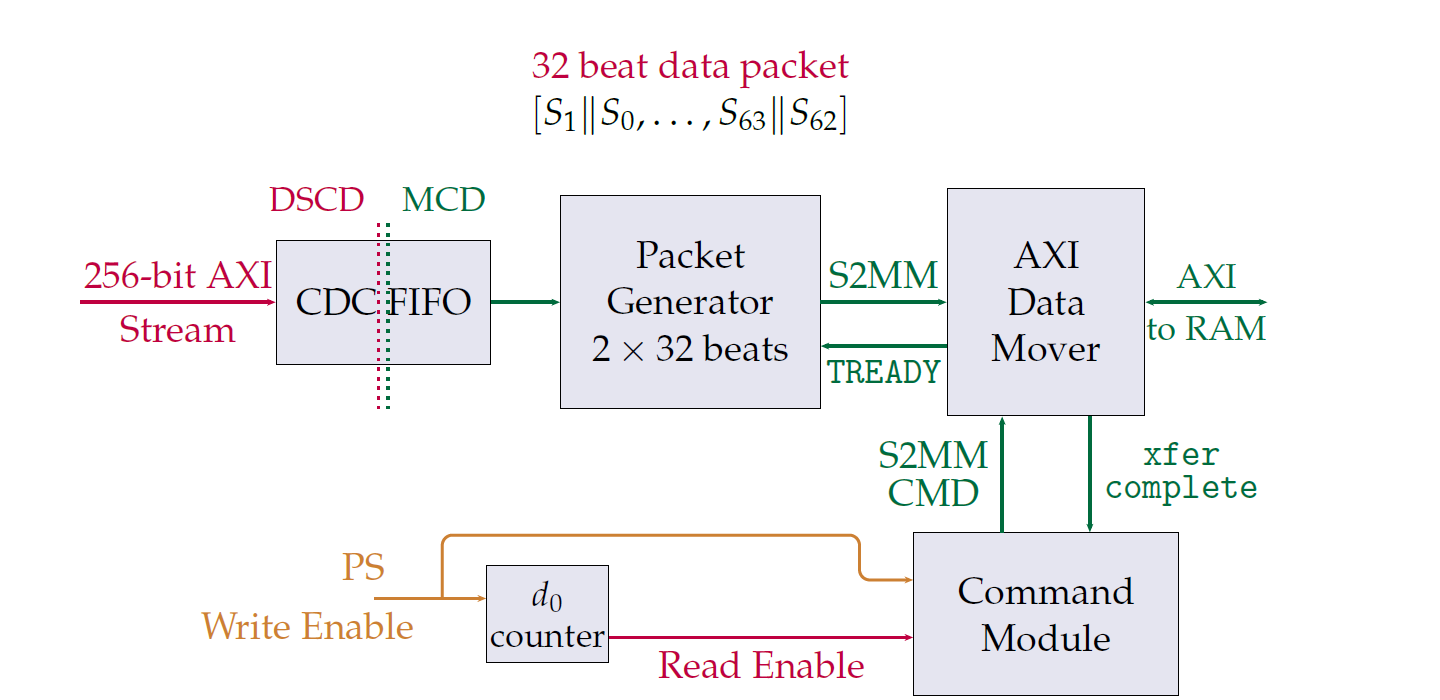 32 beat data packet
[S₁||S₀, . . . , S₆₃||S₆₂]
DSCD
MCD
256-bit AXI
Stream
CDC FIFO
Packet
Generator
2 × 32 beats
S2MM
TREADY
AXI
Data
Mover
AXI
to RAM
S2MM
CMD
xfer
complete
PS
Write Enable
d₀
counter
Read Enable
Command
Module